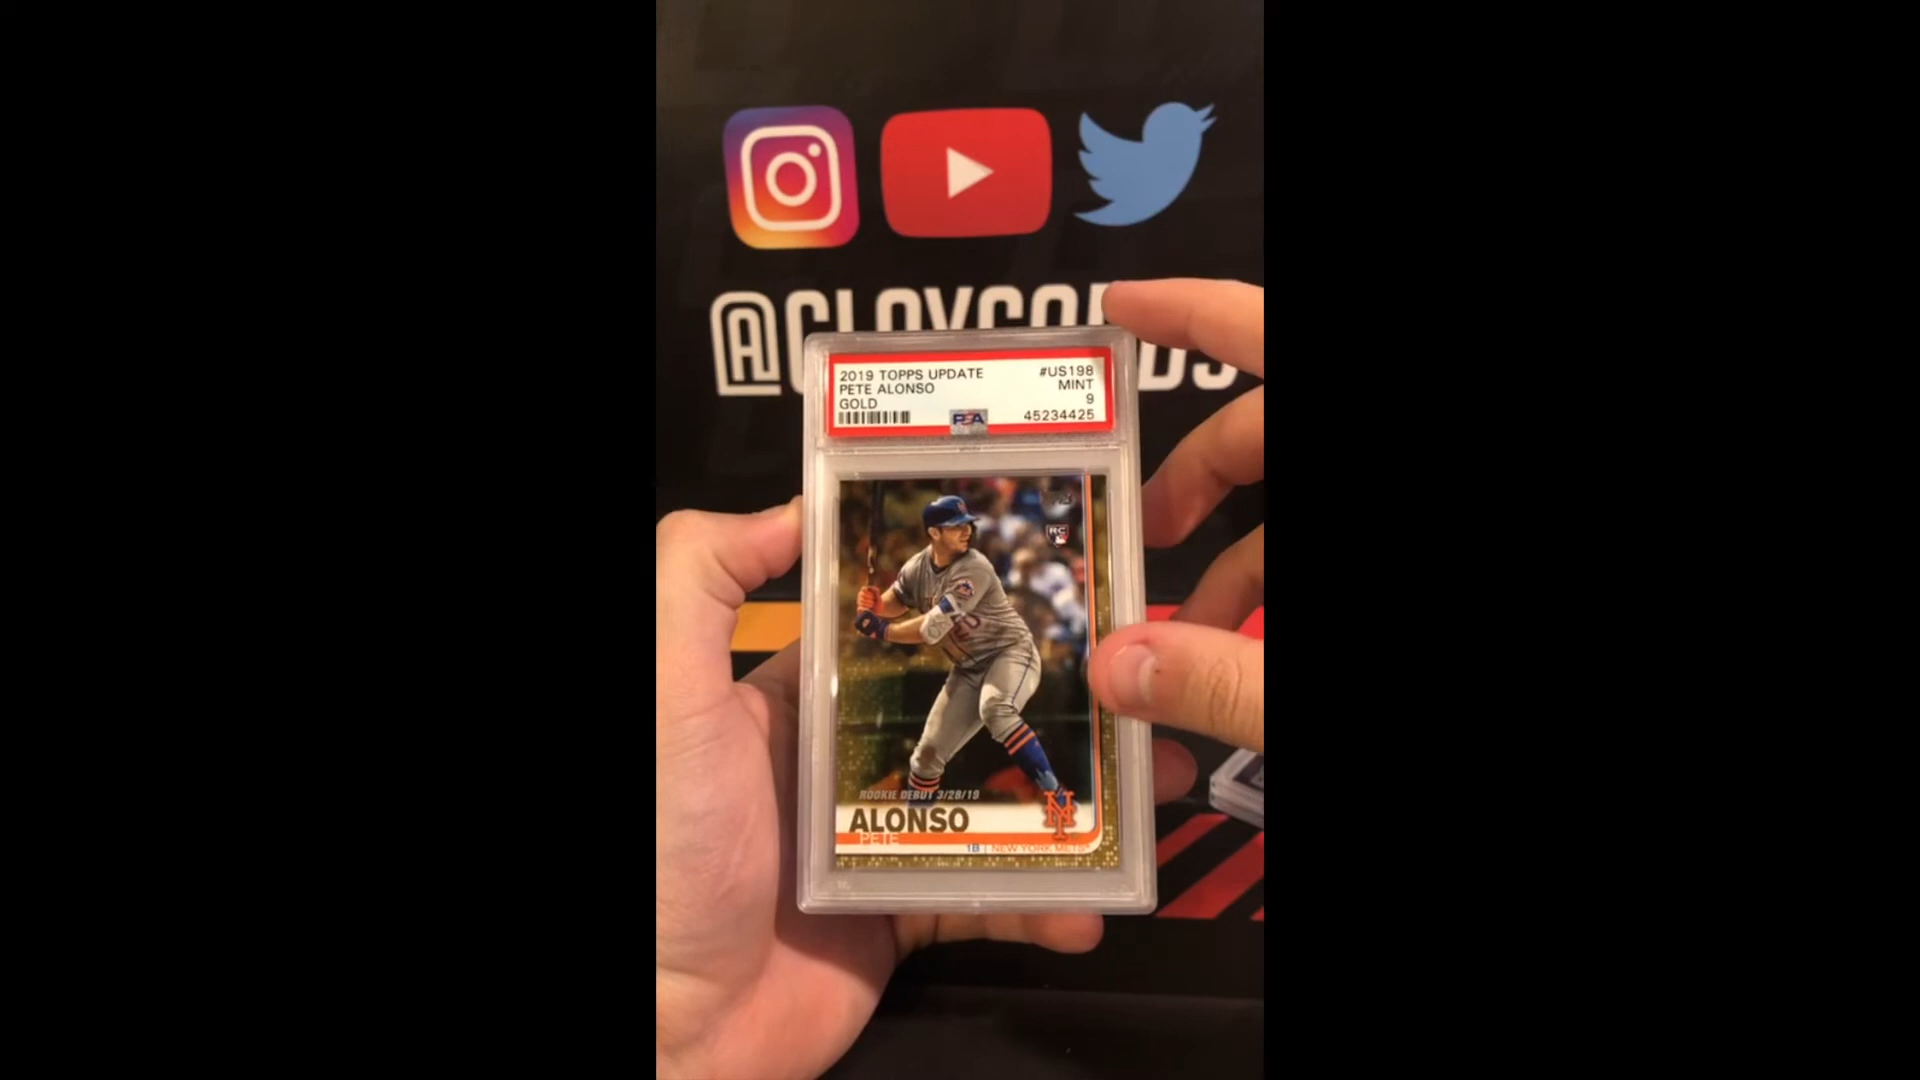 2019 TOPPS UPDATE #US198
PETE ALONSO MINT
GOLD 9
PSA 45234425
RC
ROOKIE DEBUT 3/28/19
ALONSO
PETE
1B | NEW YORK METS